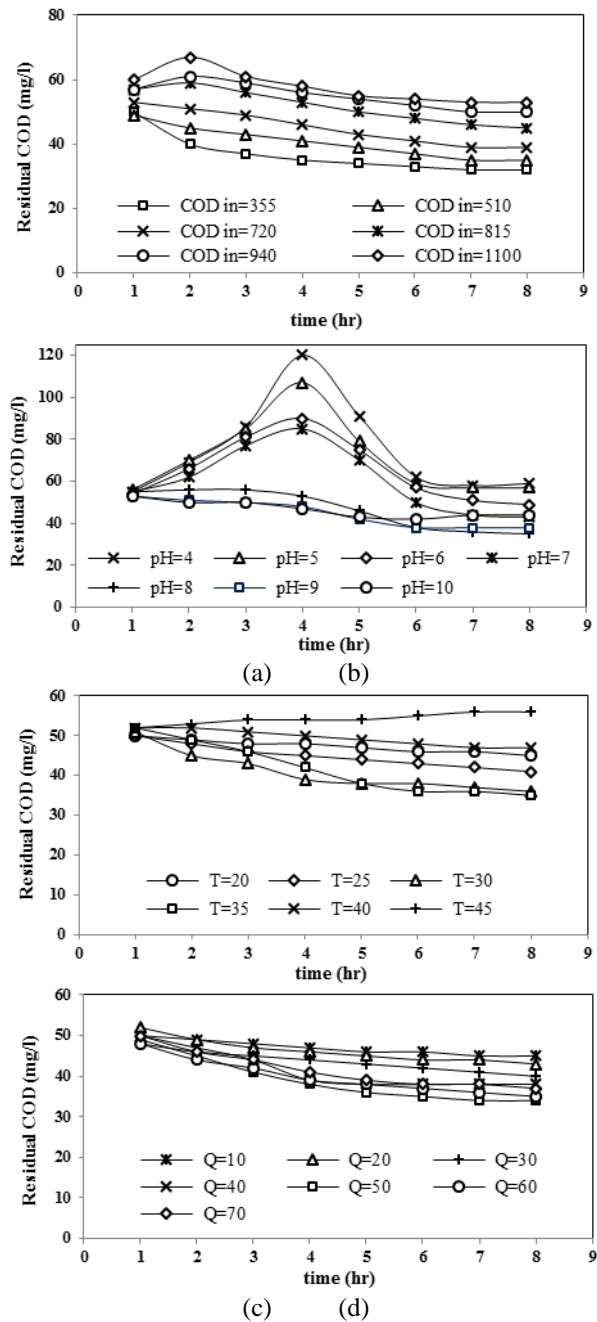 80
60
40
20
0
Residual COD (mg/l)
COD in=355 COD in=510
COD in=720 COD in=815
COD in=940 COD in=1100
0 1 2 3 4 5 6 7 8 9
time (hr)
120
100
80
60
40
20
0
Residual COD (mg/l)
pH=4 pH=5 pH=6 pH=7
pH=8 pH=9 pH=10
0 1 2 3 4 5 6 7 8 9
time (hr)
(a) (b)
60
50
40
30
20
10
0
Residual COD (mg/l)
T=20 T=25 T=30
T=35 T=40 T=45
0 1 2 3 4 5 6 7 8 9
time (hr)
60
50
40
30
20
10
0
Residual COD (mg/l)
Q=10 Q=20 Q=30
Q=40 Q=50 Q=60
Q=70
0 1 2 3 4 5 6 7 8 9
time (hr)
(c) (d)